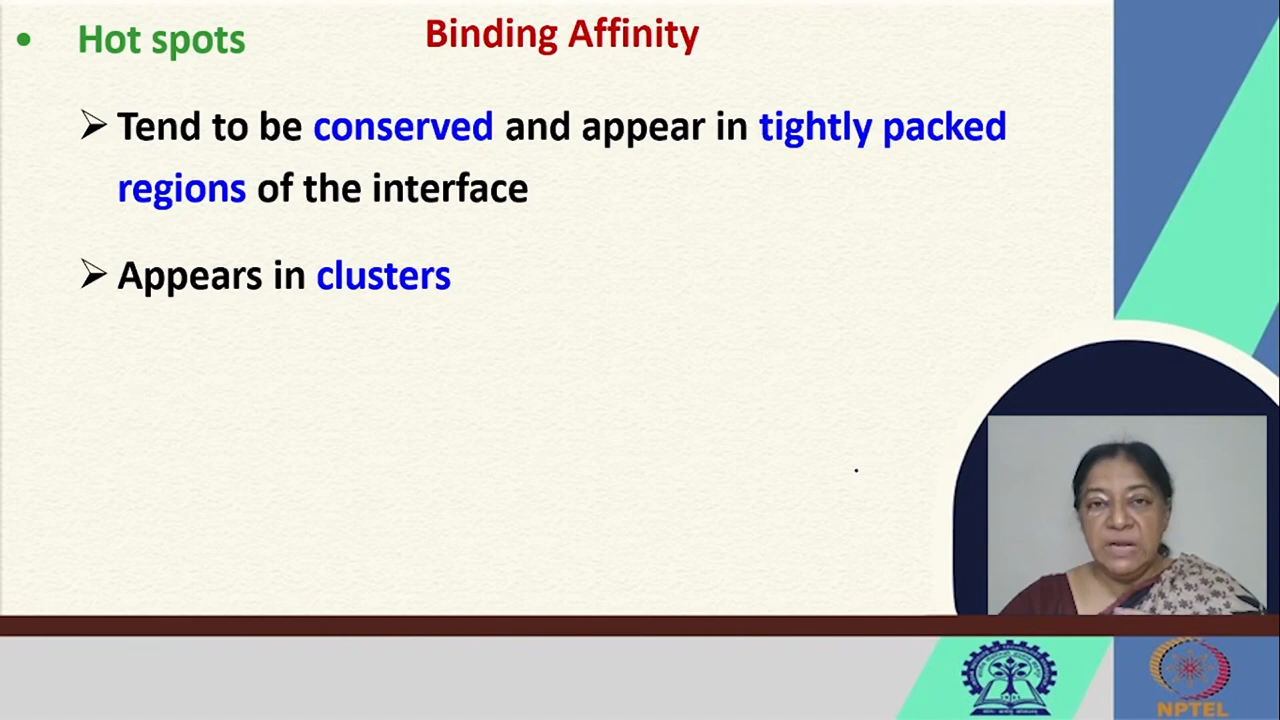 • Hot spots
Binding Affinity
➢ Tend to be conserved and appear in tightly packed
regions of the interface
➢ Appears in clusters
NPTEL